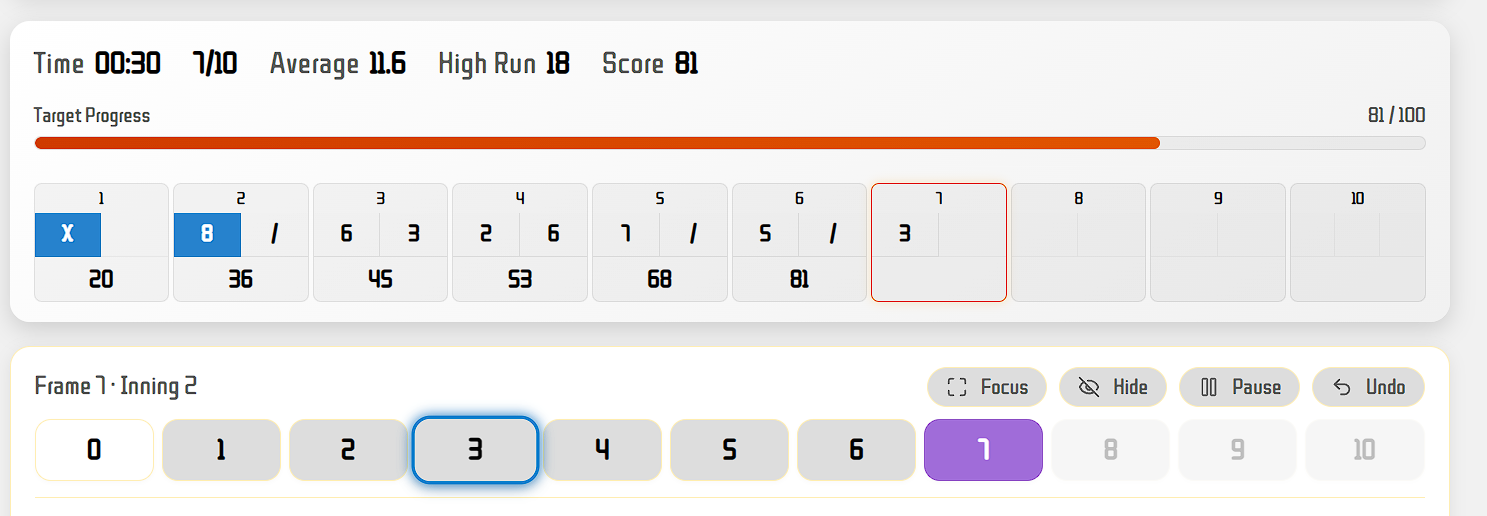 Time 00:30 7/10 Average 11.6 High Run 18 Score 81
Target Progress 81 / 100
1 2 3 4 5 6 7 8 9 10
X 8 / 6 3 2 6 7 / 5 / 3
20 36 45 53 68 81
Frame 7 · Inning 2 Focus Hide Pause Undo
0 1 2 3 4 5 6 7 8 9 10